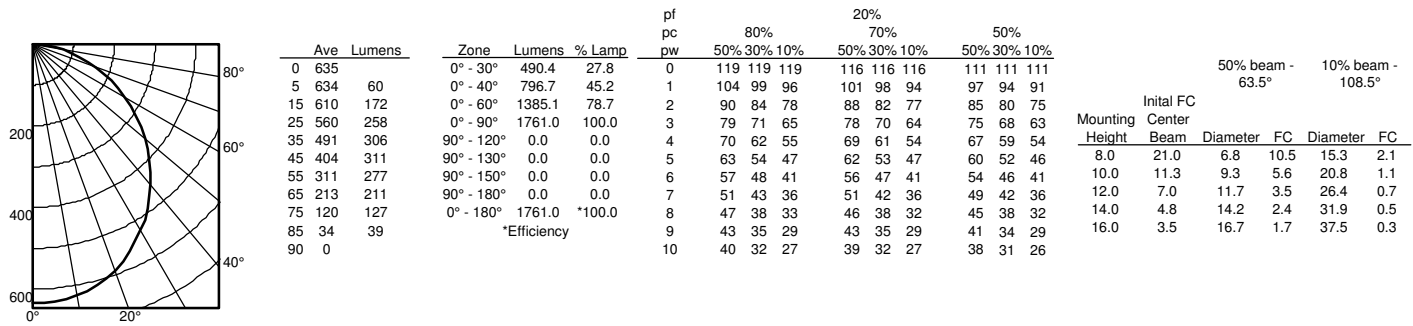 80°
60°
40°
200
400
600
0° 20°
Ave Lumens
0 635
5 634 60
15 610 172
25 560 258
35 491 306
45 404 311
55 311 277
65 213 211
75 120 127
85 34 39
90 0
Zone Lumens % Lamp
0° - 30° 490.4 27.8
0° - 40° 796.7 45.2
0° - 60° 1385.1 78.7
0° - 90° 1761.0 100.0
90° - 120° 0.0 0.0
90° - 130° 0.0 0.0
90° - 150° 0.0 0.0
90° - 180° 0.0 0.0
0° - 180° 1761.0 *100.0
*Efficiency
pf 20%
pc 80% 70% 50%
pw 50% 30% 10% 50% 30% 10% 50% 30% 10%
0 119 119 119 116 116 116 111 111 111
1 104 99 96 101 98 94 97 94 91
2 90 84 78 88 82 77 85 80 75
3 79 71 65 78 70 64 75 68 63
4 70 62 55 69 61 54 67 59 54
5 63 54 47 62 53 47 60 52 46
6 57 48 41 56 47 41 54 46 41
7 51 43 36 51 42 36 49 42 36
8 47 38 33 46 38 32 45 38 32
9 43 35 29 43 35 29 41 34 29
10 40 32 27 39 32 27 38 31 26
50% beam - 10% beam -
63.5° 108.5°
Inital FC
Mounting Center
Height Beam Diameter FC Diameter FC
8.0 21.0 6.8 10.5 15.3 2.1
10.0 11.3 9.3 5.6 20.8 1.1
12.0 7.0 11.7 3.5 26.4 0.7
14.0 4.8 14.2 2.4 31.9 0.5
16.0 3.5 16.7 1.7 37.5 0.3